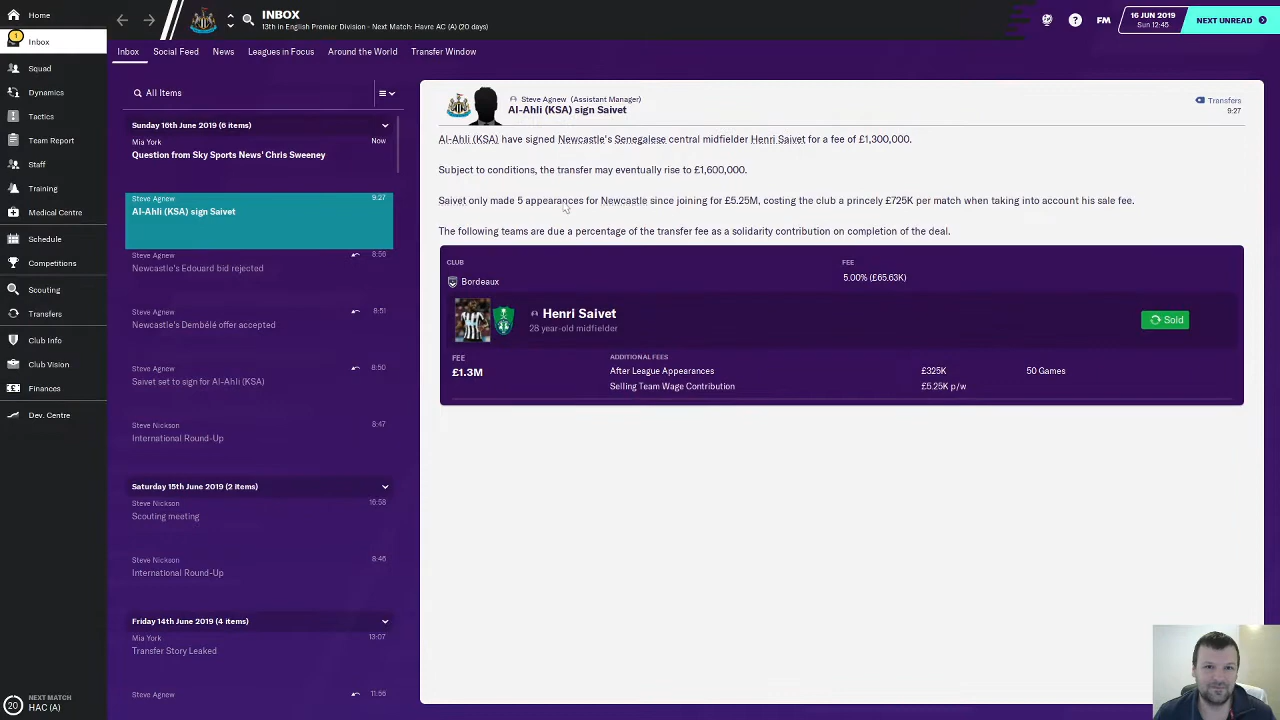 Home
INBOX
13th in English Premier Division - Next Match: Havre AC (A) (20 days)
?
FM
16 JUN 2019
Sun 12:45
NEXT UNREAD
1
Inbox
Inbox
Social Feed
News
Leagues in Focus
Around the World
Transfer Window
Squad
Dynamics
Tactics
Team Report
Staff
Training
Medical Centre
Schedule
Competitions
Scouting
Transfers
Club Info
Club Vision
Finances
Dev. Centre
20
NEXT MATCH
HAC (A)
All Items
Sunday 16th June 2019 (6 items)
Mia York
Now
Question from Sky Sports News' Chris Sweeney
Steve Agnew
9:27
Al-Ahli (KSA) sign Saivet
Steve Agnew
8:56
Newcastle's Edouard bid rejected
Steve Agnew
8:51
Newcastle's Dembélé offer accepted
Steve Agnew
8:50
Saivet set to sign for Al-Ahli (KSA)
Steve Nickson
8:47
International Round-Up
Saturday 15th June 2019 (2 items)
Steve Nickson
16:58
Scouting meeting
Steve Nickson
8:46
International Round-Up
Friday 14th June 2019 (4 items)
Mia York
13:07
Transfer Story Leaked
Steve Agnew
11:56
Steve Agnew (Assistant Manager)
Al-Ahli (KSA) sign Saivet
Transfers
9:27
Al-Ahli (KSA) have signed Newcastle's Senegalese central midfielder Henri Saivet for a fee of £1,300,000.
Subject to conditions, the transfer may eventually rise to £1,600,000.
Saivet only made 5 appearances for Newcastle since joining for £5.25M, costing the club a princely £725K per match when taking into account his sale fee.
The following teams are due a percentage of the transfer fee as a solidarity contribution on completion of the deal.
CLUB
FEE
Bordeaux
5.00% (£65.63K)
Henri Saivet
28 year-old midfielder
Sold
FEE
£1.3M
ADDITIONAL FEES
After League Appearances
£325K
50 Games
Selling Team Wage Contribution
£5.25K p/w